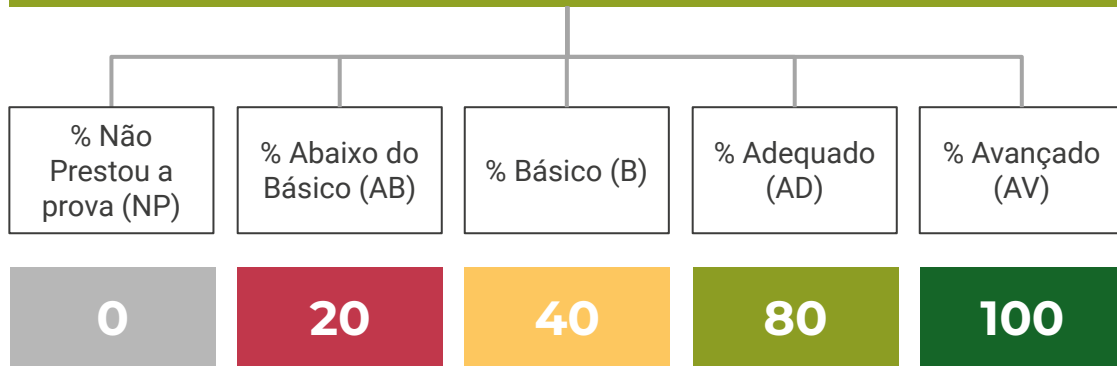 % Não
Prestou a
prova (NP)
% Abaixo do
Básico (AB)
% Básico (B)
% Adequado
(AD)
% Avançado
(AV)
0
20
40
80
100